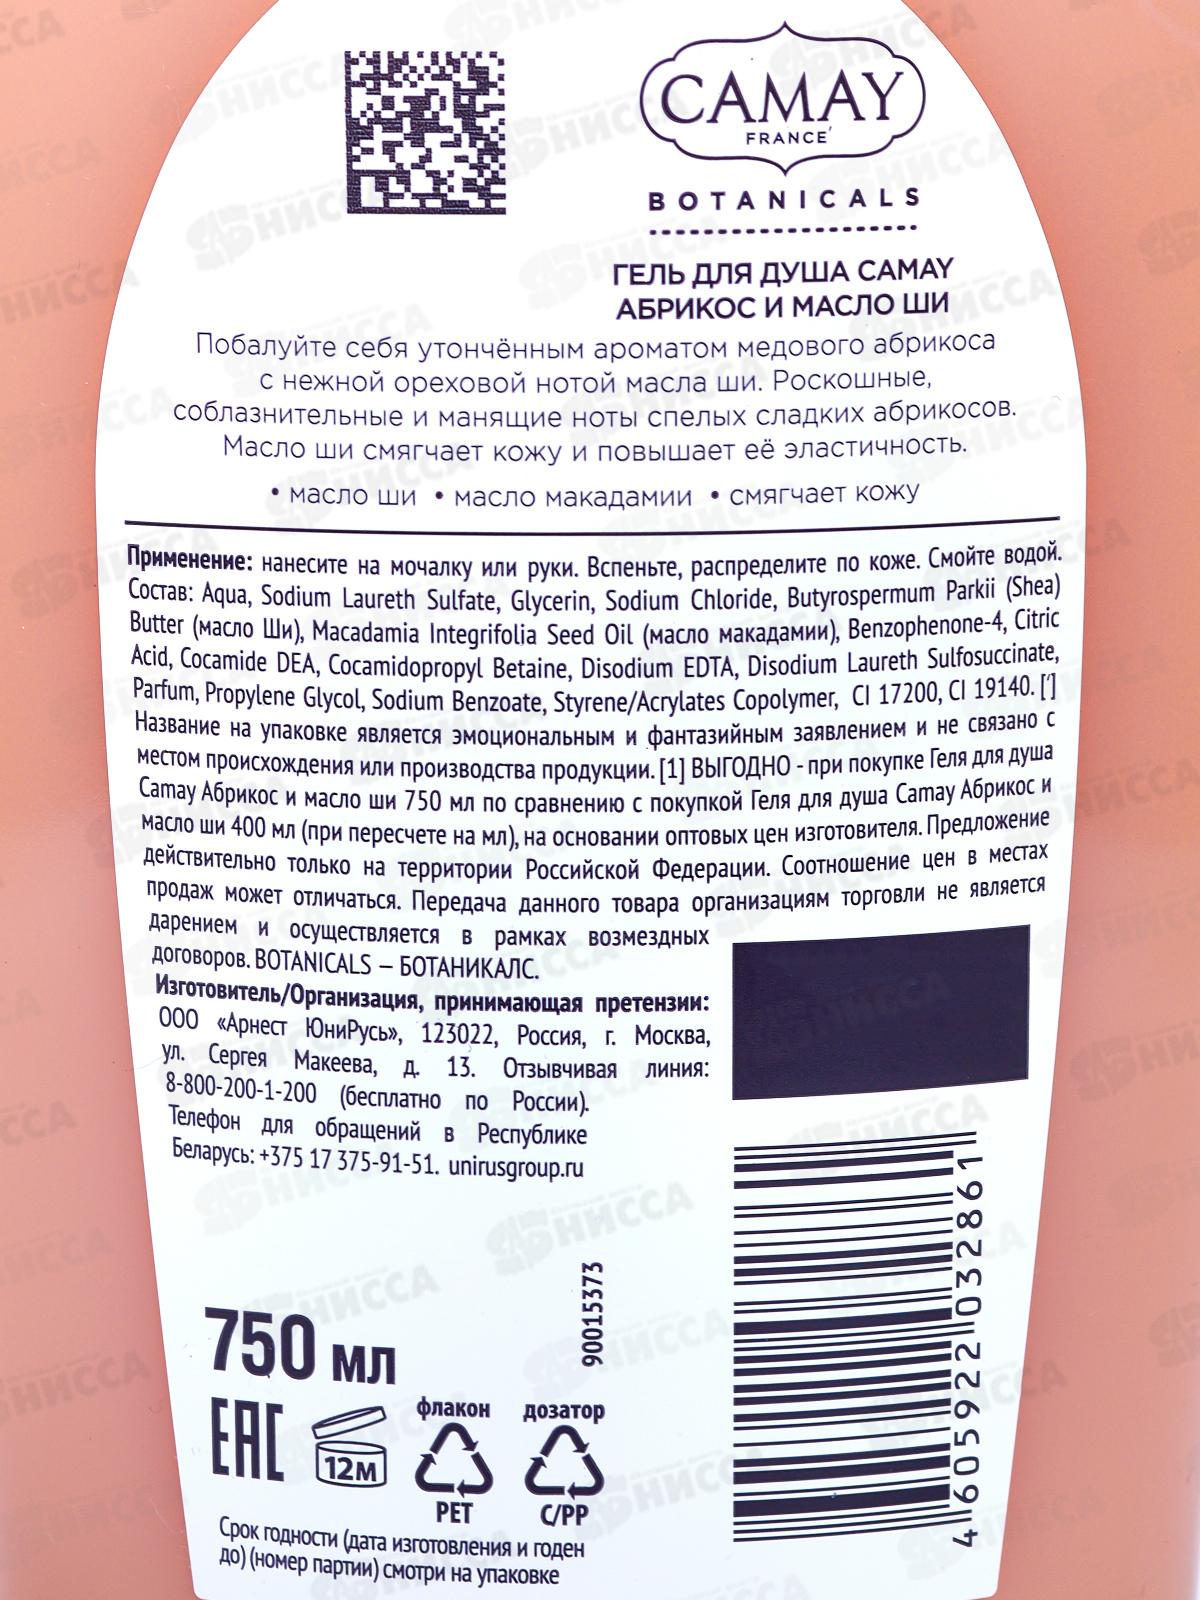 CAMAY
FRANCE'
BOTANICALS
ГЕЛЬ ДЛЯ ДУША CAMAY
АБРИКОС И МАСЛО ШИ
Побалуйте себя утончённым ароматом медового абрикоса
с нежной ореховой нотой масла ши. Роскошные,
соблазнительные и манящие ноты спелых сладких абрикосов.
Масло ши смягчает кожу и повышает её эластичность.
• масло ши • масло макадамии • смягчает кожу
Применение: нанесите на мочалку или руки. Вспеньте, распределите по коже. Смойте водой.
Состав: Aqua, Sodium Laureth Sulfate, Glycerin, Sodium Chloride, Butyrospermum Parkii (Shea)
Butter (масло Ши), Macadamia Integrifolia Seed Oil (масло макадамии), Benzophenone-4, Citric
Acid, Cocamide DEA, Cocamidopropyl Betaine, Disodium EDTA, Disodium Laureth Sulfosuccinate,
Parfum, Propylene Glycol, Sodium Benzoate, Styrene/Acrylates Copolymer, CI 17200, CI 19140. [']
Название на упаковке является эмоциональным и фантазийным заявлением и не связано с
местом происхождения или производства продукции. [1] ВЫГОДНО - при покупке Геля для душа
Camay Абрикос и масло ши 750 мл по сравнению с покупкой Геля для душа Camay Абрикос и
масло ши 400 мл (при пересчете на мл), на основании оптовых цен изготовителя. Предложение
действительно только на территории Российской Федерации. Соотношение цен в местах
продаж может отличаться. Передача данного товара организациям торговли не является
дарением и осуществляется в рамках возмездных
договоров. BOTANICALS – БОТАНИКАЛС.
Изготовитель/Организация, принимающая претензии:
ООО «Арнест ЮниРусь», 123022, Россия, г. Москва,
ул. Сергея Макеева, д. 13. Отзывчивая линия:
8-800-200-1-200 (бесплатно по России).
Телефон для обращений в Республике
Беларусь: +375 17 375-91-51. unirusgroup.ru
90015373
750 мл
EAC
12М
флакон
PET
дозатор
C/PP
Срок годности (дата изготовления и годен
до) (номер партии) смотри на упаковке
4 605922 032861
АБНИССА